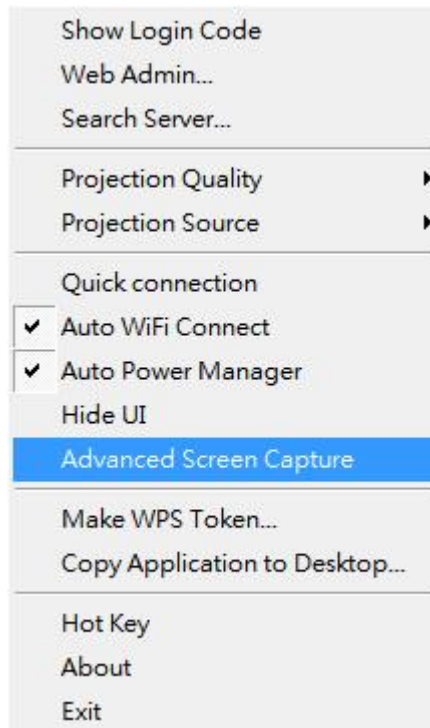 Show Login Code
Web Admin...
Search Server...
Projection Quality
Projection Source
Quick connection
Auto WiFi Connect
Auto Power Manager
Hide UI
Advanced Screen Capture
Make WPS Token...
Copy Application to Desktop...
Hot Key
About
Exit